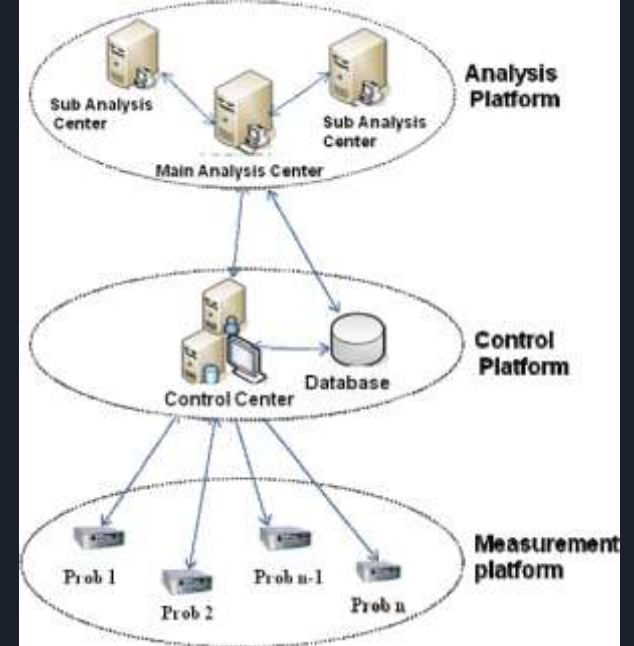 Analysis
Platform
Sub Analysis
Center
Sub Analysis
Center
Main Analysis Center
Control
Platform
Database
Control Center
Measurement
platform
Prob 1
Prob 2
Prob n-1
Prob n